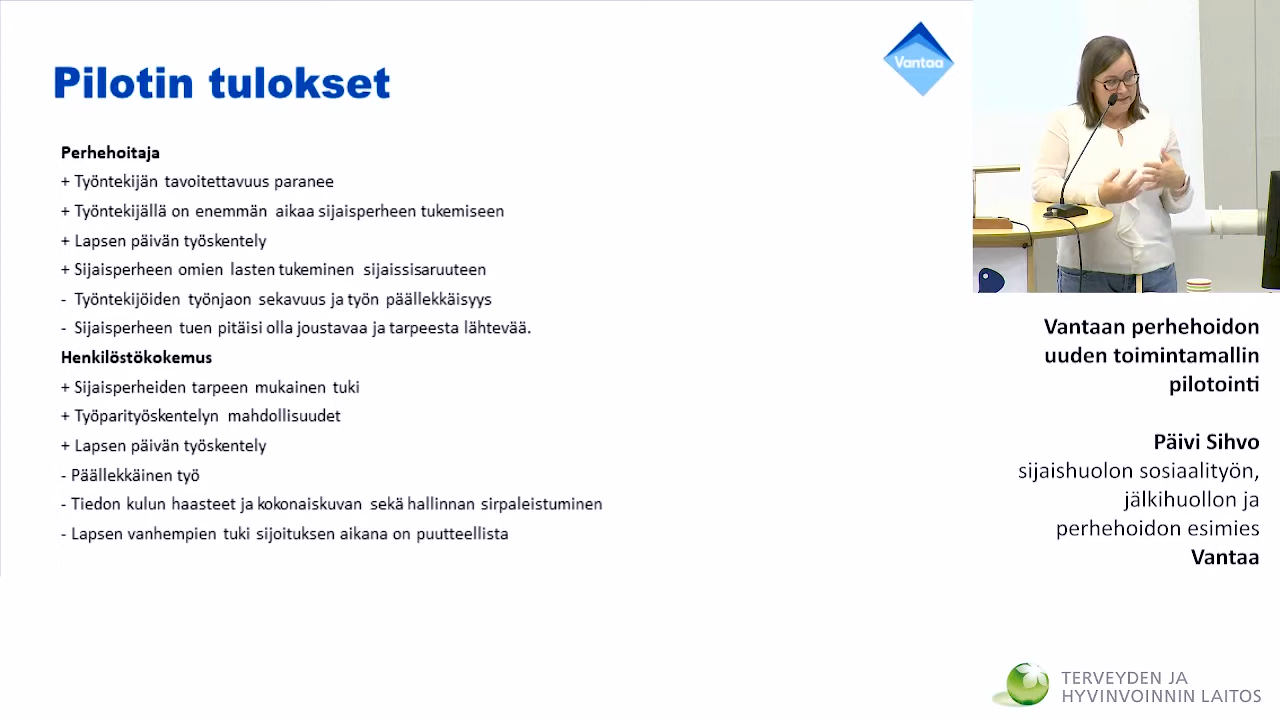 Pilotin tulokset
Vantaa
Perhehoitaja
+ Työntekijän tavoitettavuus paranee
+ Työntekijällä on enemmän aikaa sijaisperheen tukemiseen
+ Lapsen päivän työskentely
+ Sijaisperheen omien lasten tukeminen sijaissisaruuteen
- Työntekijöiden työnjaon sekavuus ja työn päällekkäisyys
- Sijaisperheen tuen pitäisi olla joustavaa ja tarpeesta lähtevää.
Henkilöstökokemus
+ Sijaisperheiden tarpeen mukainen tuki
+ Työparityöskentelyn mahdollisuudet
+ Lapsen päivän työskentely
- Päällekkäinen työ
- Tiedon kulun haasteet ja kokonaiskuvan sekä hallinnan sirpaleistuminen
- Lapsen vanhempien tuki sijoituksen aikana on puutteellista
Vantaan perhehoidon
uuden toimintamallin
pilotointi
Päivi Sihvo
sijaishuolon sosiaalityön,
jälkihuollon ja
perhehoidon esimies
Vantaa
TERVEYDEN JA
HYVINVOINNIN LAITOS